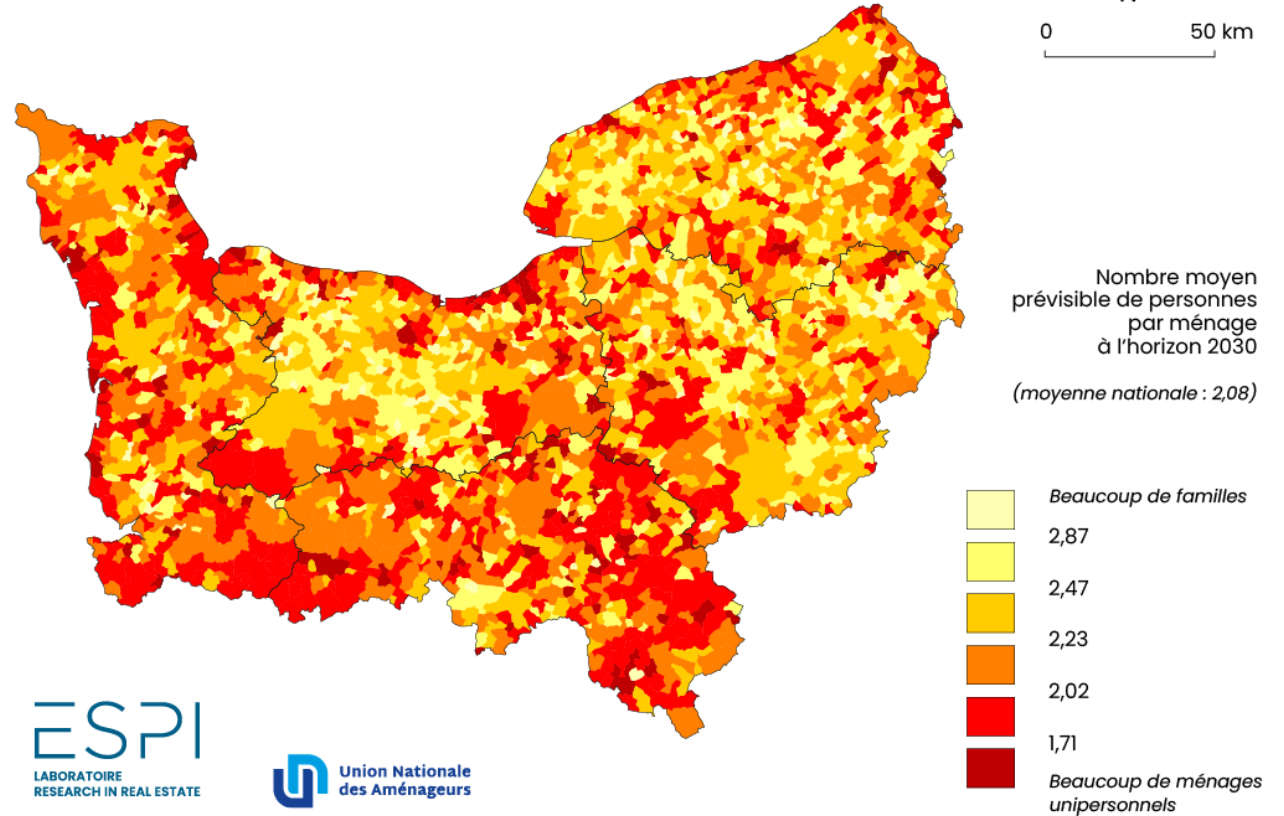 0 50 km
Nombre moyen
prévisible de personnes
par ménage
à l'horizon 2030
(moyenne nationale : 2,08)
Beaucoup de familles
2,87
2,47
2,23
2,02
1,71
Beaucoup de ménages
unipersonnels
ESPI
LABORATOIRE
RESEARCH IN REAL ESTATE
Union Nationale
des Aménageurs